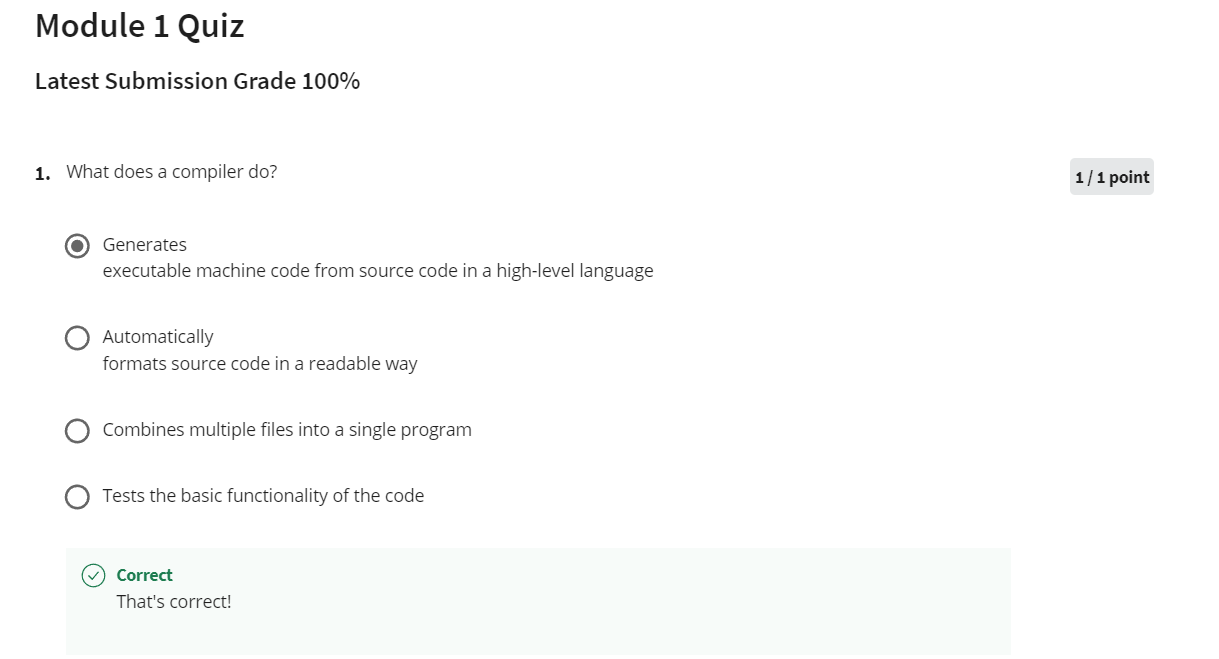 Module 1 Quiz
Latest Submission Grade 100%
1. What does a compiler do?
1 / 1 point
Generates
executable machine code from source code in a high-level language
Automatically
formats source code in a readable way
Combines multiple files into a single program
Tests the basic functionality of the code
Correct
That's correct!